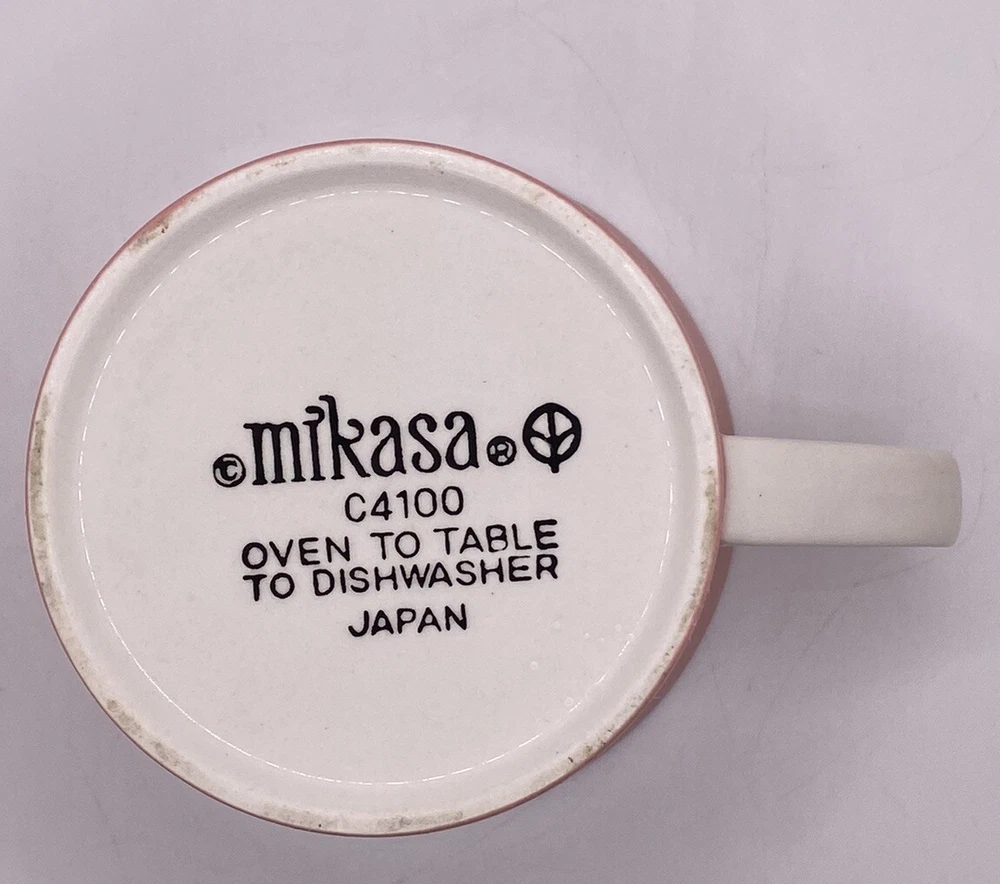 © mikasa ®
C4100
OVEN TO TABLE
TO DISHWASHER
JAPAN